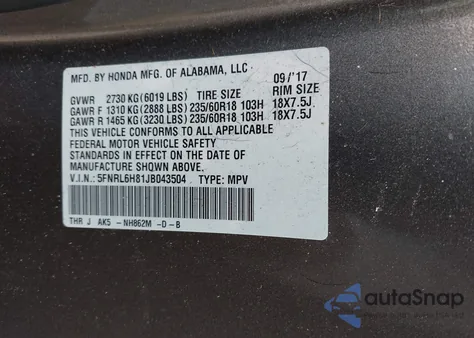 MFD. BY HONDA MFG. OF ALABAMA, LLC 09/'17
GVWR 2730 KG (6019 LBS) TIRE SIZE RIM SIZE
GAWR F 1310 KG (2888 LBS) 235/60R18 103H 18X7.5J
GAWR R 1465 KG (3230 LBS) 235/60R18 103H 18X7.5J
THIS VEHICLE CONFORMS TO ALL APPLICABLE
FEDERAL MOTOR VEHICLE SAFETY
STANDARDS IN EFFECT ON THE DATE OF
MANUFACTURE SHOWN ABOVE.
V.I.N.: 5FNRL6H81JB043504 TYPE: MPV
THR J AK5 -NH862M -D-B
autoSnap
POWERED BY